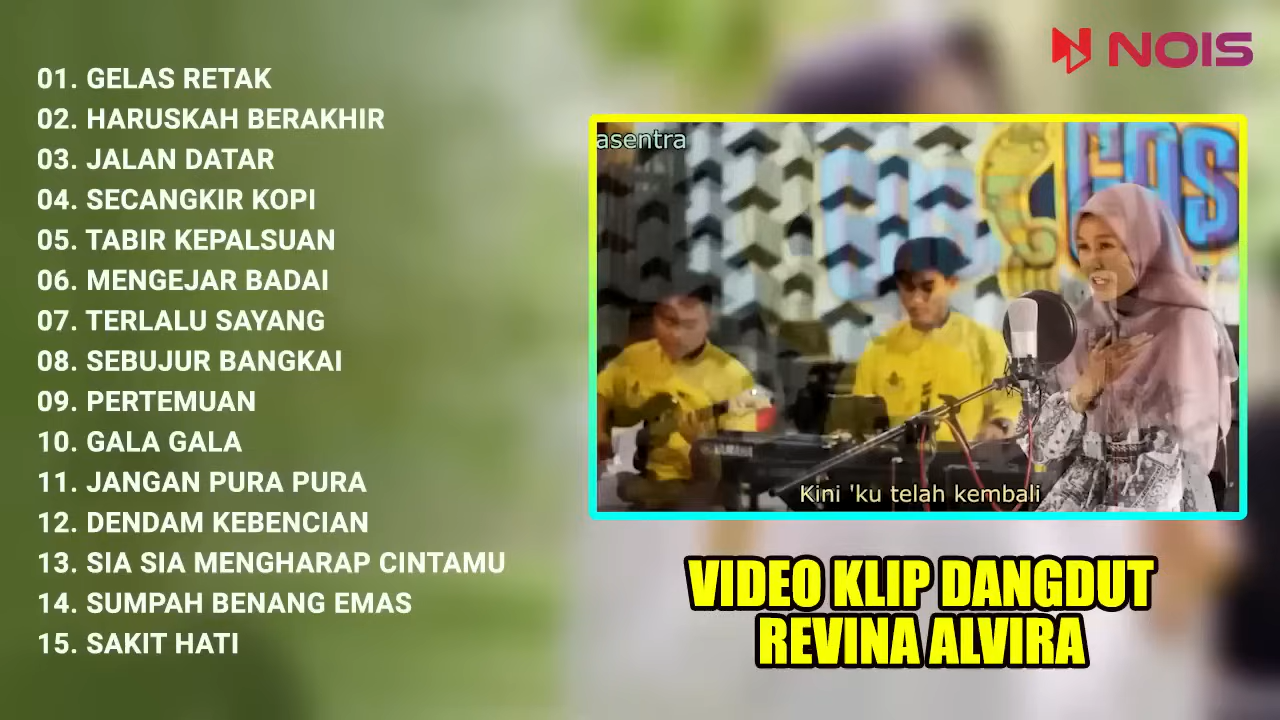 01. GELAS RETAK
02. HARUSKAH BERAKHIR
03. JALAN DATAR
04. SECANGKIR KOPI
05. TABIR KEPALSUAN
06. MENGEJAR BADAI
07. TERLALU SAYANG
08. SEBUJUR BANGKAI
09. PERTEMUAN
10. GALA GALA
11. JANGAN PURA PURA
12. DENDAM KEBENCIAN
13. SIA SIA MENGHARAP CINTAMU
14. SUMPAH BENANG EMAS
15. SAKIT HATI
NOIS
asentra
YAMAHA
Kini 'ku telah kembali
VIDEO KLIP DANGDUT
REVINA ALVIRA